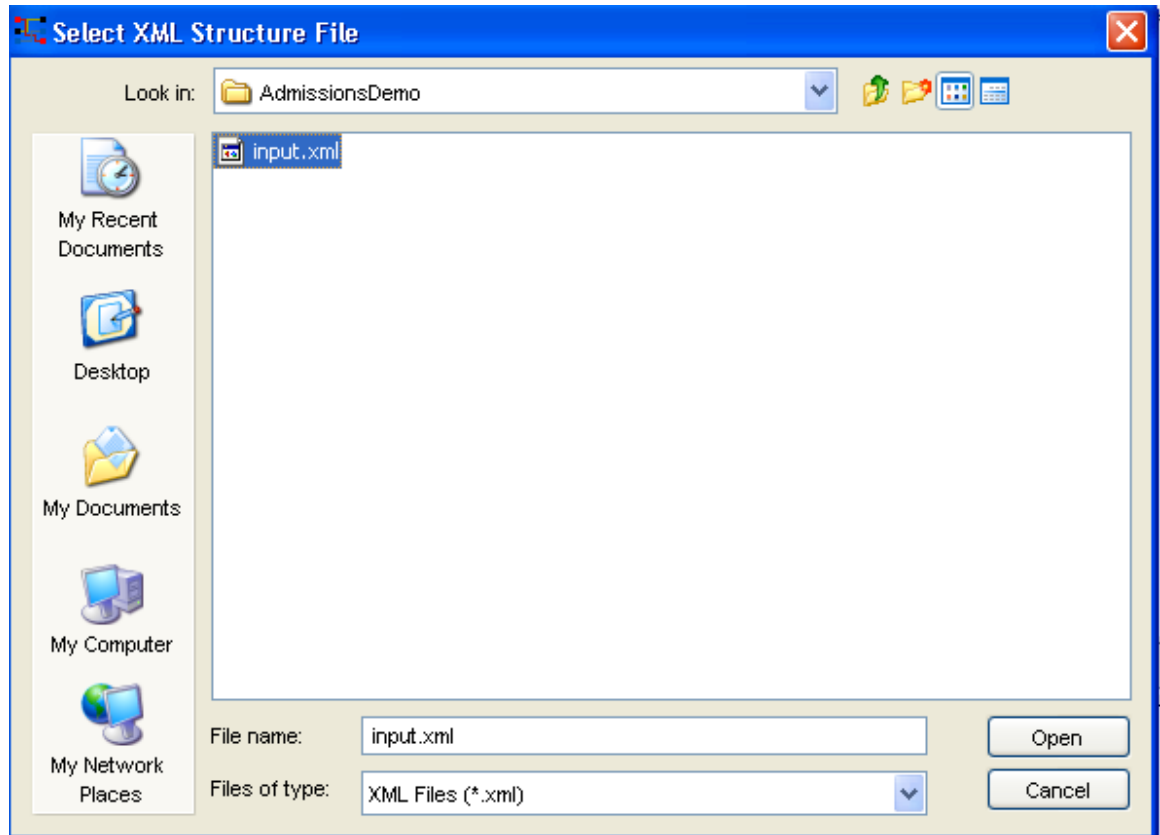 Select XML Structure File
Look in:
AdmissionsDemo
input.xml
My Recent
Documents
Desktop
My Documents
My Computer
My Network
Places
File name:
input.xml
Open
Files of type:
XML Files (*.xml)
Cancel